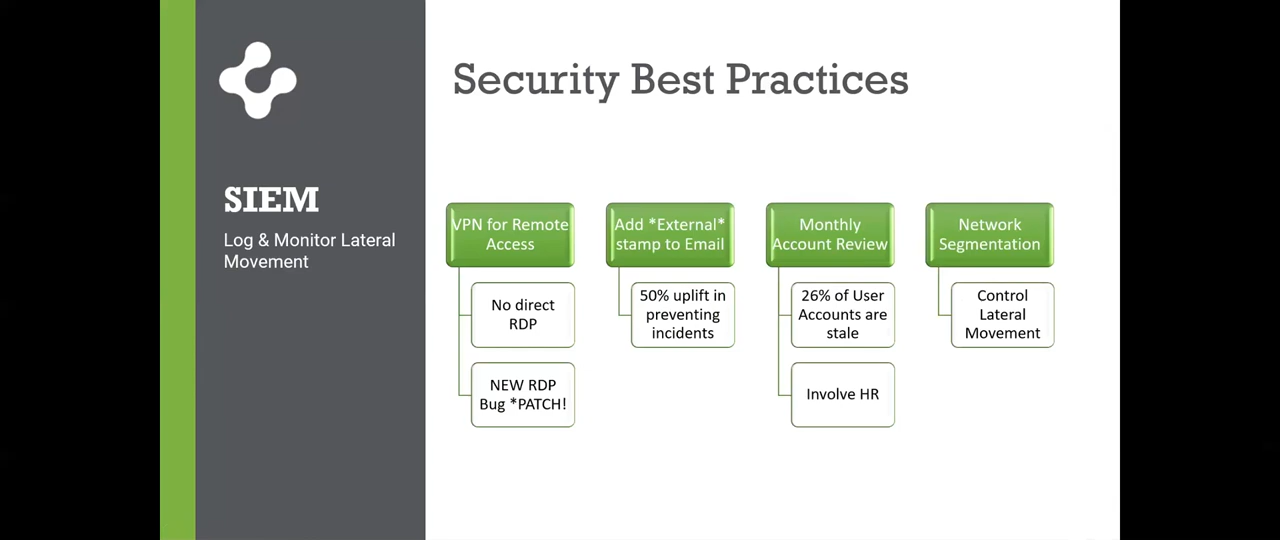 Security Best Practices
SIEM
Log & Monitor Lateral
Movement
VPN for Remote
Access
No direct
RDP
NEW RDP
Bug *PATCH!
Add *External*
stamp to Email
50% uplift in
preventing
incidents
Monthly
Account Review
26% of User
Accounts are
stale
Involve HR
Network
Segmentation
Control
Lateral
Movement